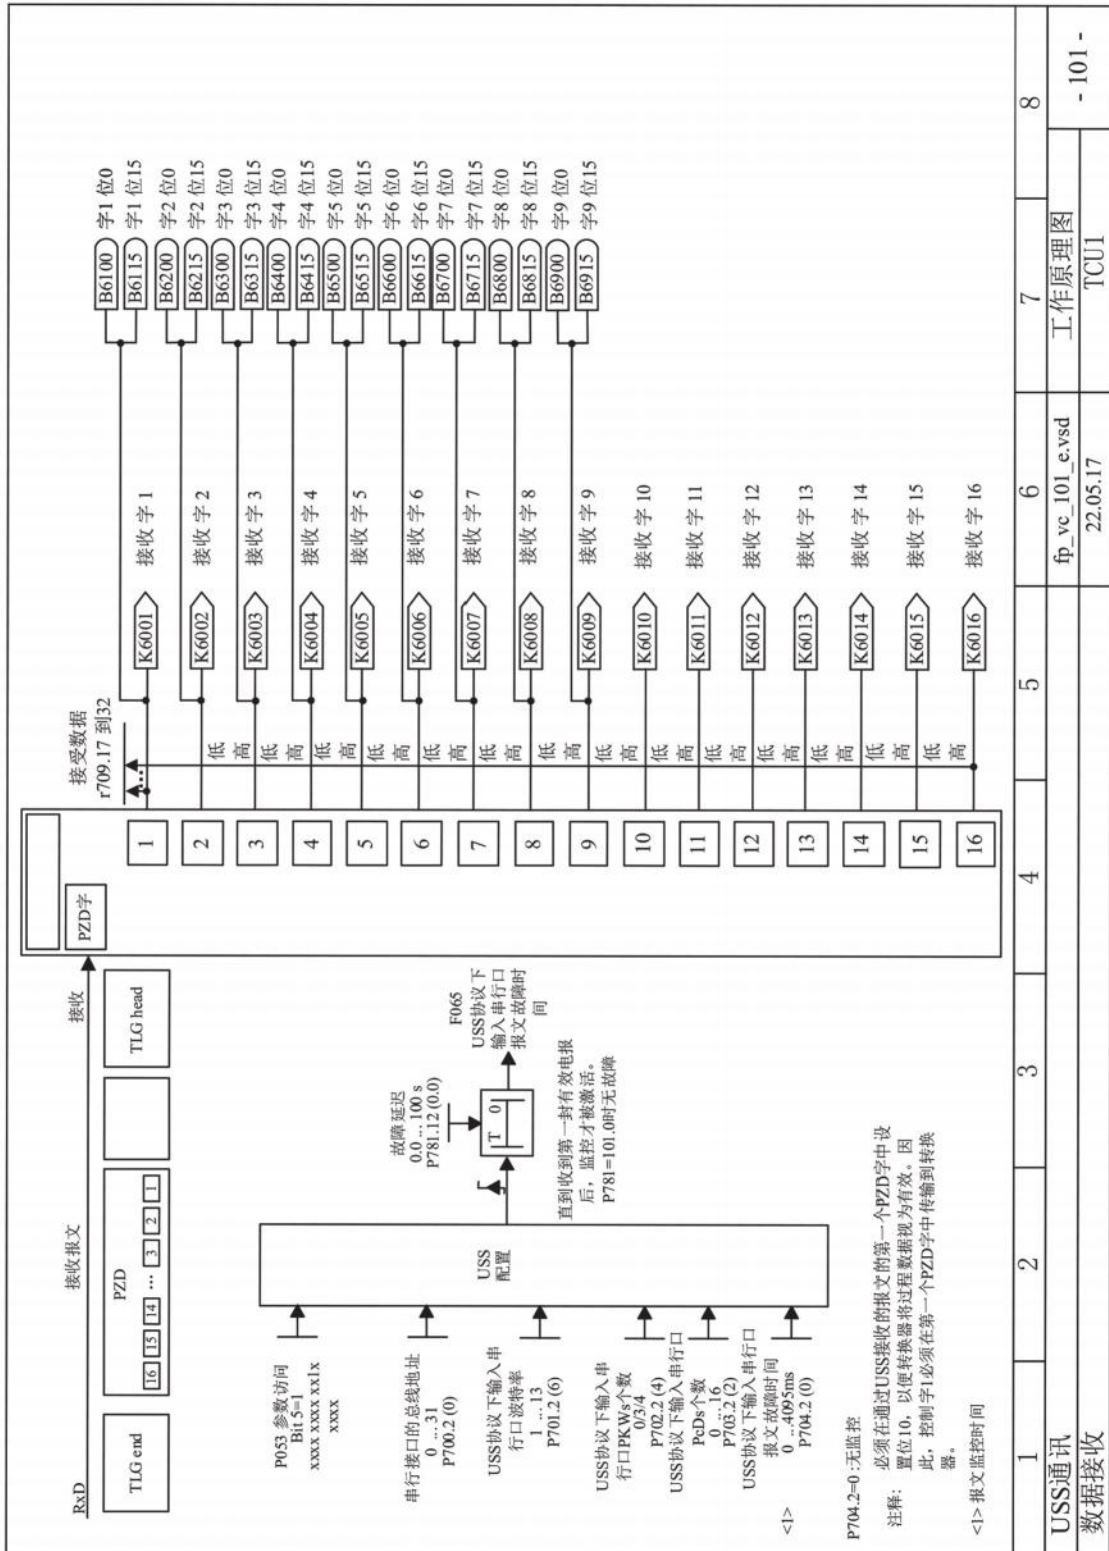 RxD
接收报文
接收
TLG end
PZD
16 15 14 ... 3 2 1
TLG head
PZD字
接受数据
r709.17 到32
P053 参数访问
Bit 5=1
xxxx xxxx xx1x
xxxx
串行接口的总线地址
0 ...31
P700.2 (0)
USS协议下输入串
行口波特率
1 ... 13
P701.2 (6)
USS协议下输入串
行口PKWs个数
0/3/4
P702.2 (4)
USS协议下输入串行口
PcDs个数
0 ...16
P703.2 (2)
USS协议下输入串行口
报文故障时间
0 ...4095ms
P704.2 (0)
<1>
USS
配置
故障延迟
0.0 ...100 s
P781.12 (0.0)
T 0
F065
USS协议下
输入串行口
报文故障时
间
直到收到第一封有效电报
后，监控才被激活。
P781=101.0时无故障
P704.2=0 :无监控
注释: 必须在通过USS接收的报文的第一个PZD字中设
置位10，以便转换器将过程数据视为有效。因
此，控制字1必须在第一个PZD字中传输到转换
器。
<1> 报文监控时间
1 K6001 接收字 1
低
高
2 K6002 接收字 2
低
高
3 K6003 接收字 3
低
高
4 K6004 接收字 4
低
高
5 K6005 接收字 5
低
高
6 K6006 接收字 6
低
高
7 K6007 接收字 7
低
高
8 K6008 接收字 8
低
高
9 K6009 接收字 9
低
高
10 K6010 接收字 10
低
高
11 K6011 接收字 11
低
高
12 K6012 接收字 12
低
高
13 K6013 接收字 13
低
高
14 K6014 接收字 14
低
高
15 K6015 接收字 15
低
高
16 K6016 接收字 16
B6100 字1 位0
B6115 字1 位15
B6200 字2 位0
B6215 字2 位15
B6300 字3 位0
B6315 字3 位15
B6400 字4 位0
B6415 字4 位15
B6500 字5 位0
B6515 字5 位15
B6600 字6 位0
B6615 字6 位15
B6700 字7 位0
B6715 字7 位15
B6800 字8 位0
B6815 字8 位15
B6900 字9 位0
B6915 字9 位15
1 2 3 4 5 6 7 8
USS通讯
数据接收
fp_vc_101_e.vsd
22.05.17
工作原理图
TCU1
- 101 -